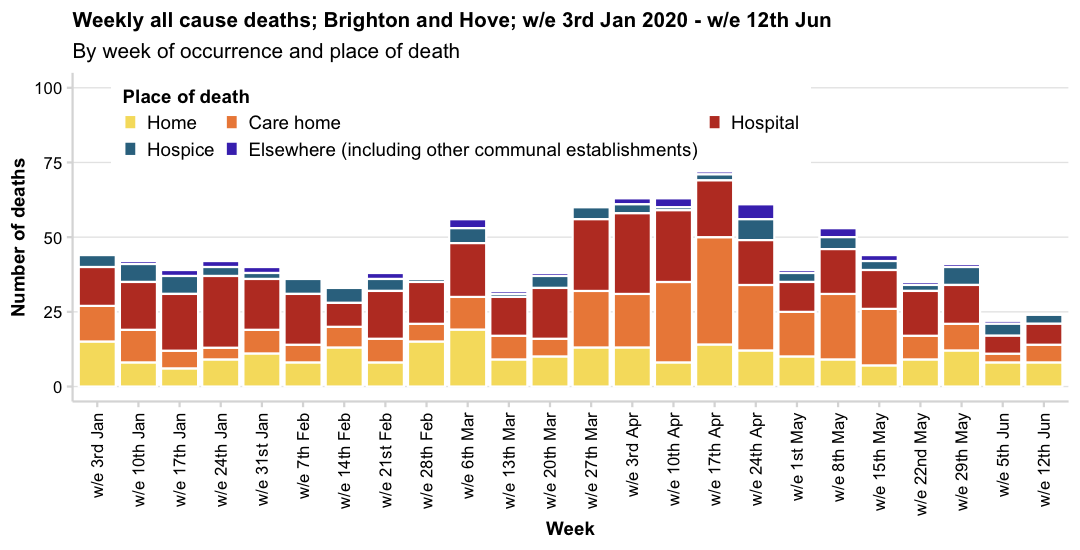 Weekly all cause deaths; Brighton and Hove; w/e 3rd Jan 2020 - w/e 12th Jun
By week of occurrence and place of death
Place of death
Home Care home Hospital
Hospice Elsewhere (including other communal establishments)
Number of deaths
100
75
50
25
0
w/e 3rd Jan
w/e 10th Jan
w/e 17th Jan
w/e 24th Jan
w/e 31st Jan
w/e 7th Feb
w/e 14th Feb
w/e 21st Feb
w/e 28th Feb
w/e 6th Mar
w/e 13th Mar
w/e 20th Mar
w/e 27th Mar
w/e 3rd Apr
w/e 10th Apr
w/e 17th Apr
w/e 24th Apr
w/e 1st May
w/e 8th May
w/e 15th May
w/e 22nd May
w/e 29th May
w/e 5th Jun
w/e 12th Jun
Week